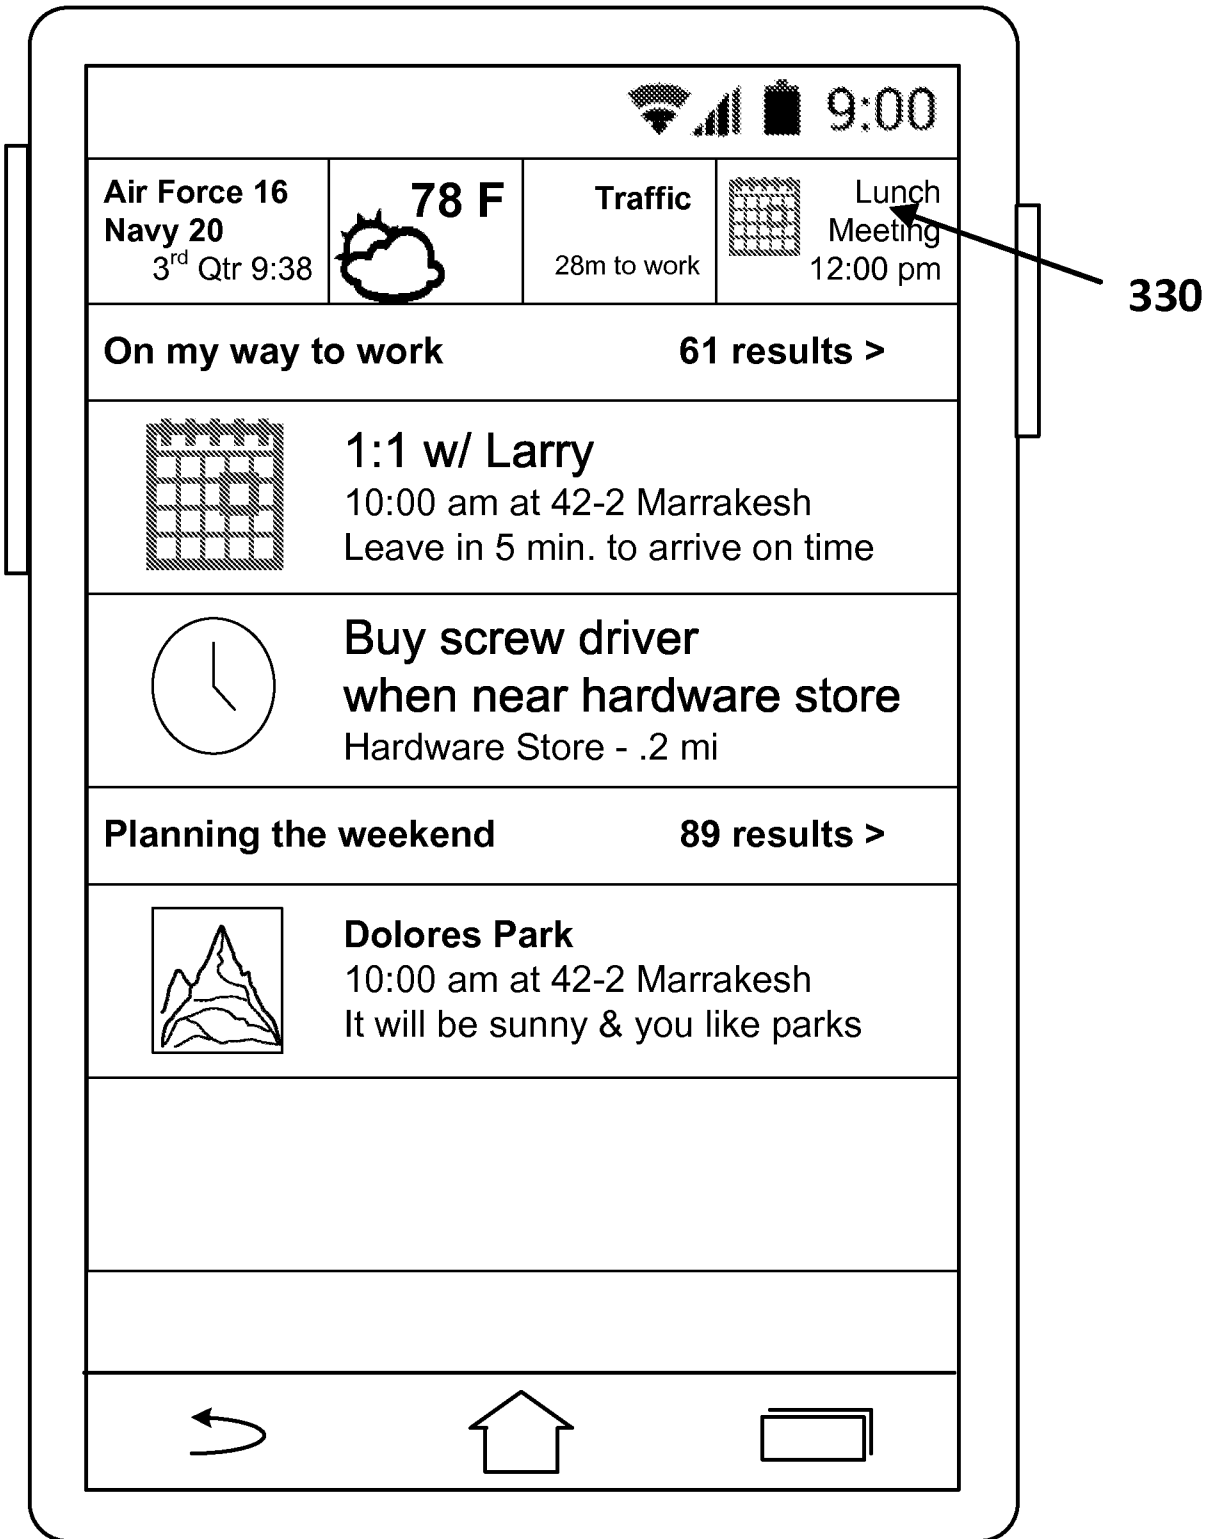 9:00
Air Force 16
Navy 20
3rd Qtr 9:38
78 F
Traffic
28m to work
Lunch
Meeting
12:00 pm
330
On my way to work 61 results >
1:1 w/ Larry
10:00 am at 42-2 Marrakesh
Leave in 5 min. to arrive on time
Buy screw driver
when near hardware store
Hardware Store - .2 mi
Planning the weekend 89 results >
Dolores Park
10:00 am at 42-2 Marrakesh
It will be sunny & you like parks